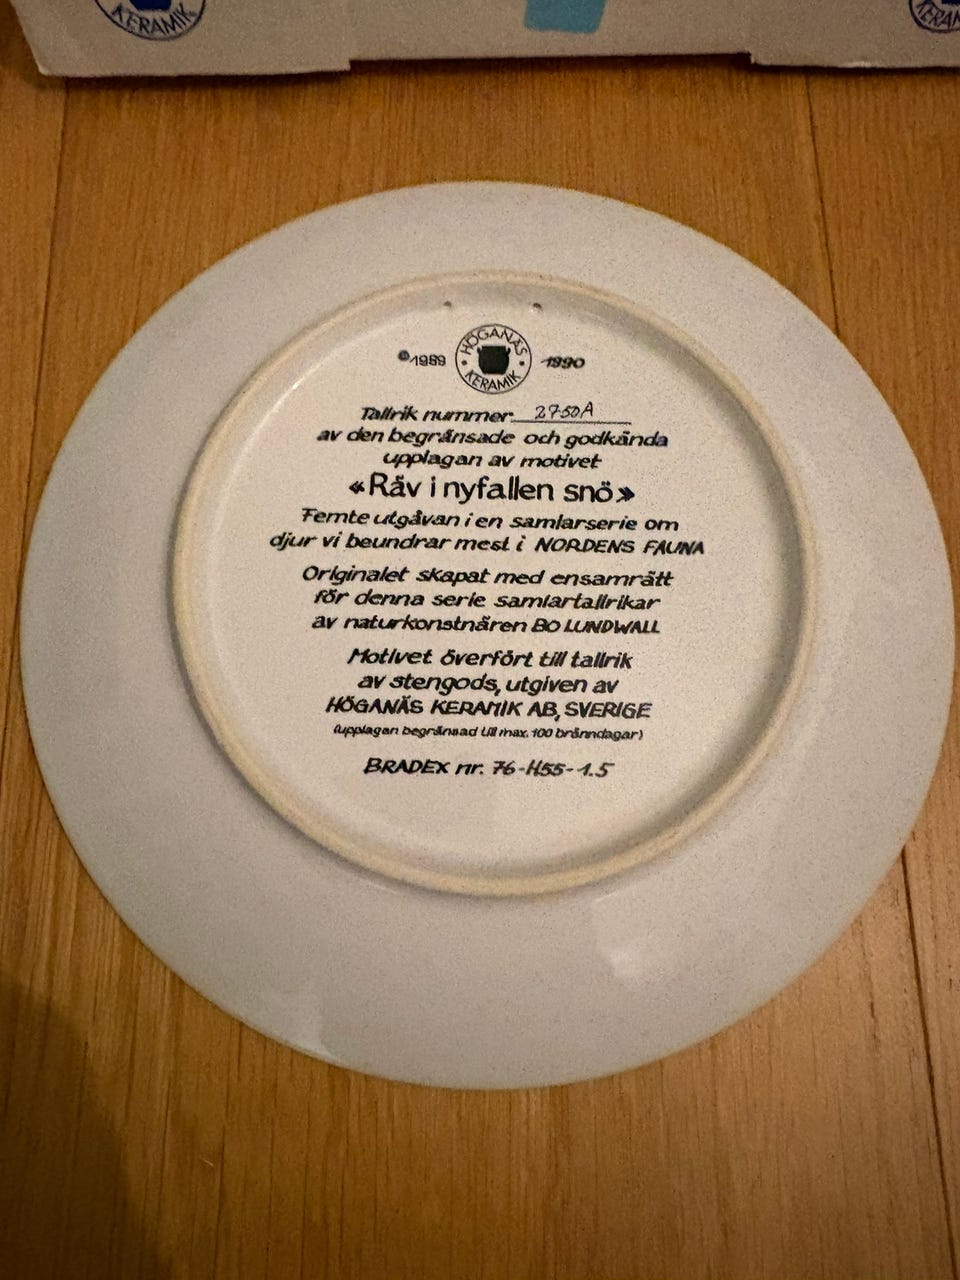 KERAMIK
KERAMIK
©1989 HÖGANÄS KERAMIK 1990
Tallrik nummer 2750A
av den begränsade och godkända
upplagan av motivet
«Räv i nyfallen snö»
Femte utgåvan i en samlarserie om
djur vi beundrar mest i NORDENS FAUNA
Originalet skapat med ensamrätt
för denna serie samlartallrikar
av naturkonstnären BO LUNDWALL
Motivet överfört till tallrik
av stengods, utgiven av
HÖGANÄS KERAMIK AB, SVERIGE
(upplagan begränsad till max. 100 bränndagar)
BRADEX nr. 76-H55-1.5